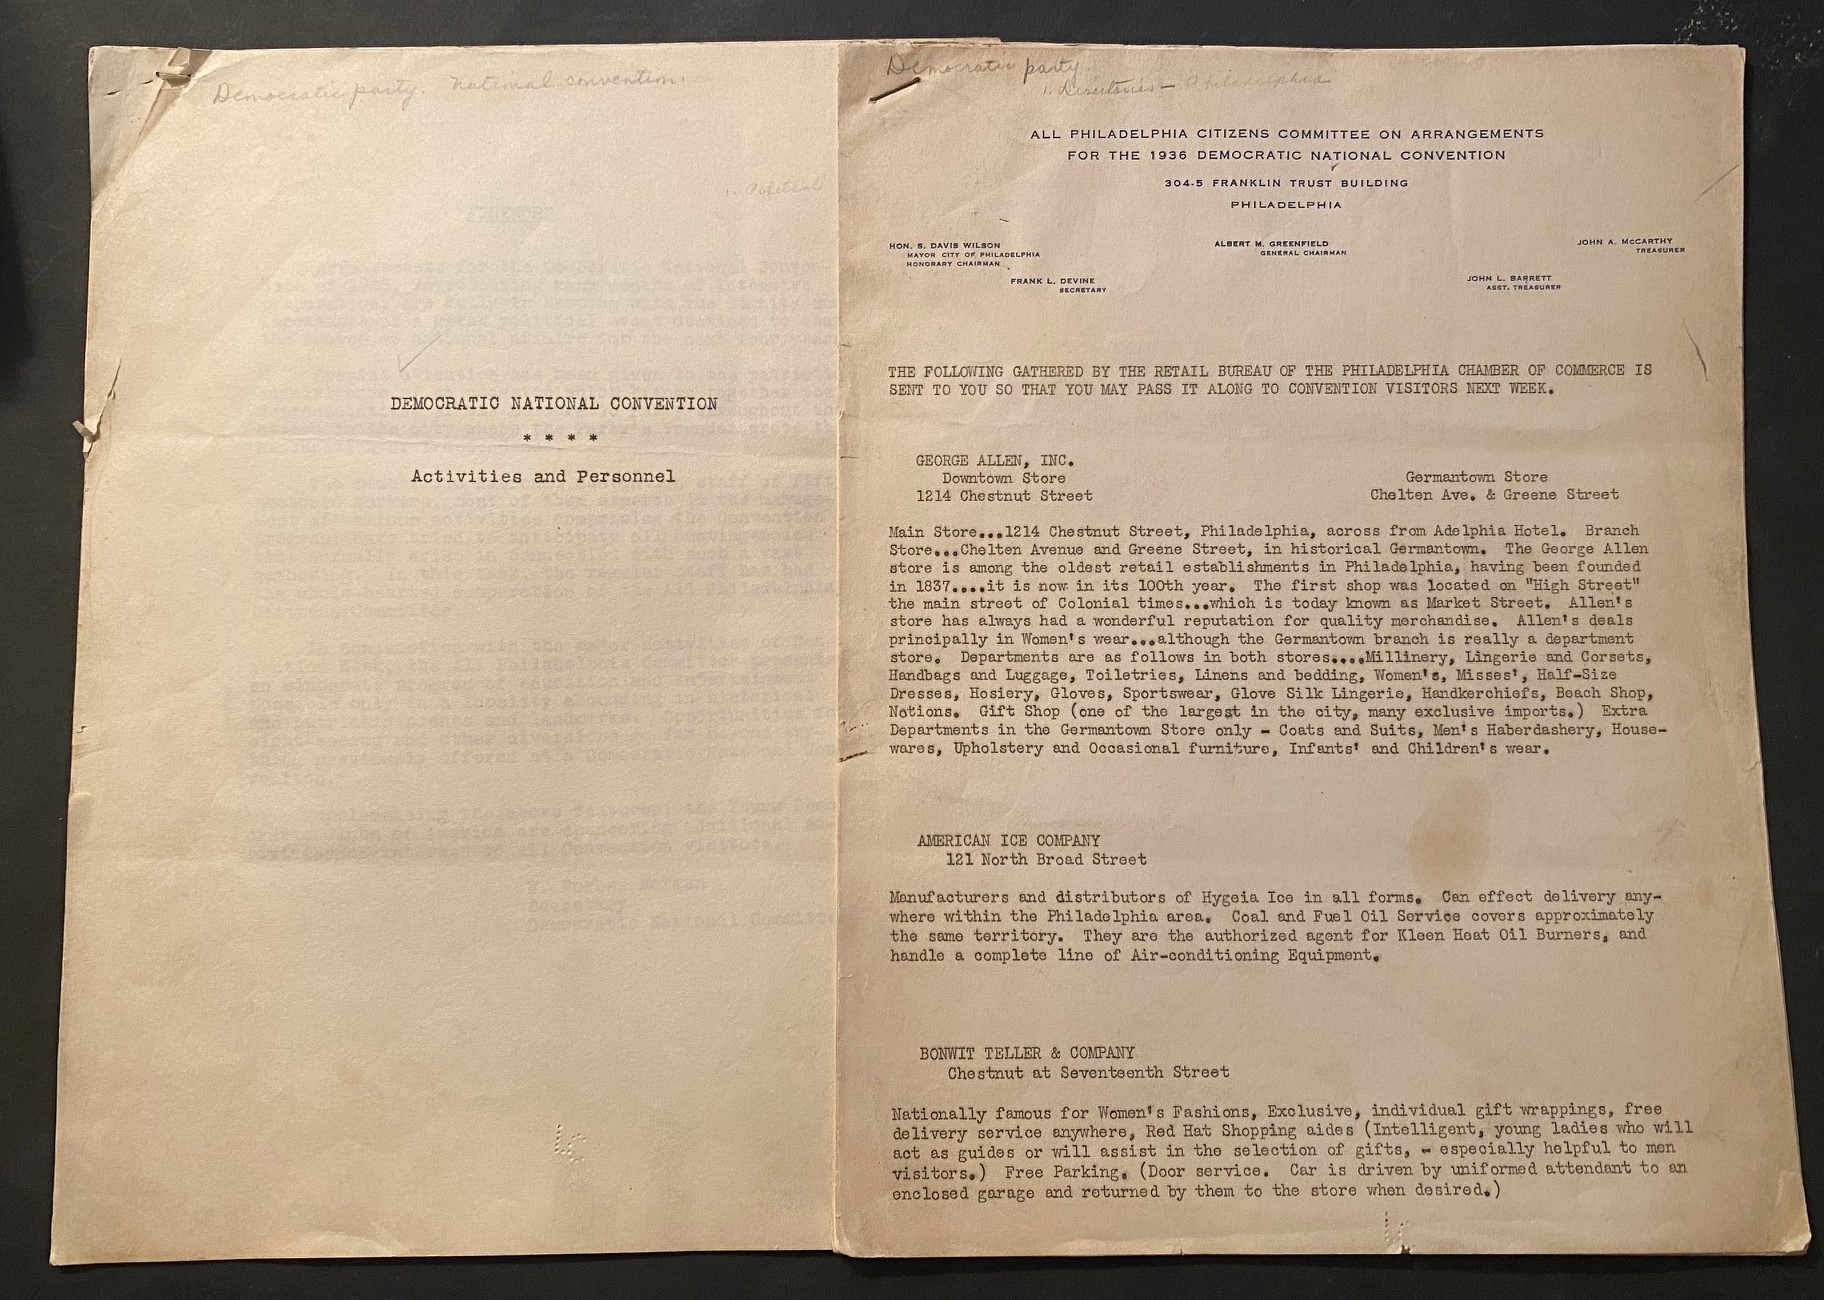 Democratic party. National convention.
1. Political
DEMOCRATIC NATIONAL CONVENTION
* * * *
Activities and Personnel
Democratic party.
1. Directories — Philadelphia
ALL PHILADELPHIA CITIZENS COMMITTEE ON ARRANGEMENTS
FOR THE 1936 DEMOCRATIC NATIONAL CONVENTION
304-5 FRANKLIN TRUST BUILDING
PHILADELPHIA
HON. S. DAVIS WILSON
MAYOR CITY OF PHILADELPHIA
HONORARY CHAIRMAN
ALBERT M. GREENFIELD
GENERAL CHAIRMAN
JOHN A. McCARTHY
TREASURER
FRANK L. DEVINE
SECRETARY
JOHN L. BARRETT
ASST. TREASURER
THE FOLLOWING GATHERED BY THE RETAIL BUREAU OF THE PHILADELPHIA CHAMBER OF COMMERCE IS
SENT TO YOU SO THAT YOU MAY PASS IT ALONG TO CONVENTION VISITORS NEXT WEEK.
GEORGE ALLEN, INC.
Downtown Store
1214 Chestnut Street
Germantown Store
Chelten Ave. & Greene Street
Main Store...1214 Chestnut Street, Philadelphia, across from Adelphia Hotel. Branch
Store...Chelten Avenue and Greene Street, in historical Germantown. The George Allen
store is among the oldest retail establishments in Philadelphia, having been founded
in 1837....it is now in its 100th year. The first shop was located on "High Street"
the main street of Colonial times...which is today known as Market Street. Allen's
store has always had a wonderful reputation for quality merchandise. Allen's deals
principally in Women's wear...although the Germantown branch is really a department
store. Departments are as follows in both stores....Millinery, Lingerie and Corsets,
Handbags and Luggage, Toiletries, Linens and bedding, Women's, Misses', Half-Size
Dresses, Hosiery, Gloves, Sportswear, Glove Silk Lingerie, Handkerchiefs, Beach Shop,
Notions. Gift Shop (one of the largest in the city, many exclusive imports.) Extra
Departments in the Germantown Store only - Coats and Suits, Men's Haberdashery, House-
wares, Upholstery and Occasional furniture, Infants' and Children's wear.
AMERICAN ICE COMPANY
121 North Broad Street
Manufacturers and distributors of Hygeia Ice in all forms. Can effect delivery any-
where within the Philadelphia area. Coal and Fuel Oil Service covers approximately
the same territory. They are the authorized agent for Kleen Heat Oil Burners, and
handle a complete line of Air-conditioning Equipment.
BONWIT TELLER & COMPANY
Chestnut at Seventeenth Street
Nationally famous for Women's Fashions, Exclusive, individual gift wrappings, free
delivery service anywhere, Red Hat Shopping aides (Intelligent, young ladies who will
act as guides or will assist in the selection of gifts, - especially helpful to men
visitors.) Free Parking. (Door service. Car is driven by uniformed attendant to an
enclosed garage and returned by them to the store when desired.)